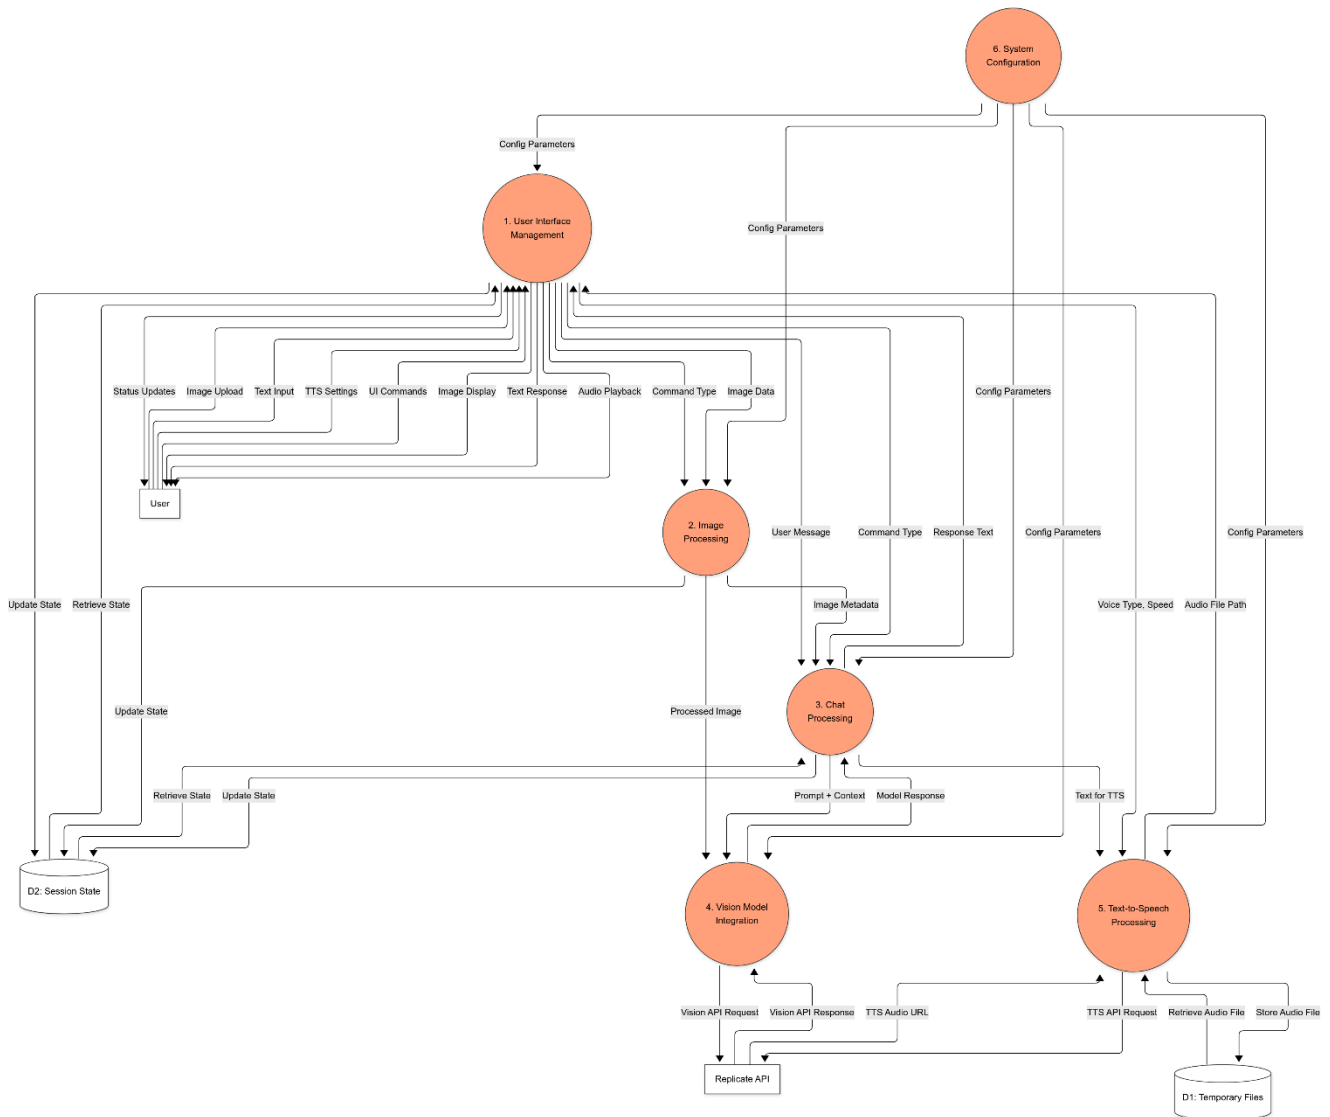 6. System
Configuration
Config Parameters
1. User Interface
Management
Config Parameters
Status Updates
Image Upload
Text Input
TTS Settings
UI Commands
Image Display
Text Response
Audio Playback
Command Type
Image Data
Config Parameters
User
2. Image
Processing
User Message
Command Type
Response Text
Config Parameters
Config Parameters
Update State
Retrieve State
Image Metadata
Voice Type, Speed
Audio File Path
Update State
Processed Image
3. Chat
Processing
Retrieve State
Update State
Prompt + Context
Model Response
Text for TTS
D2: Session State
4. Vision Model
Integration
5. Text-to-Speech
Processing
Vision API Request
Vision API Response
TTS Audio URL
TTS API Request
Retrieve Audio File
Store Audio File
Replicate API
D1: Temporary Files